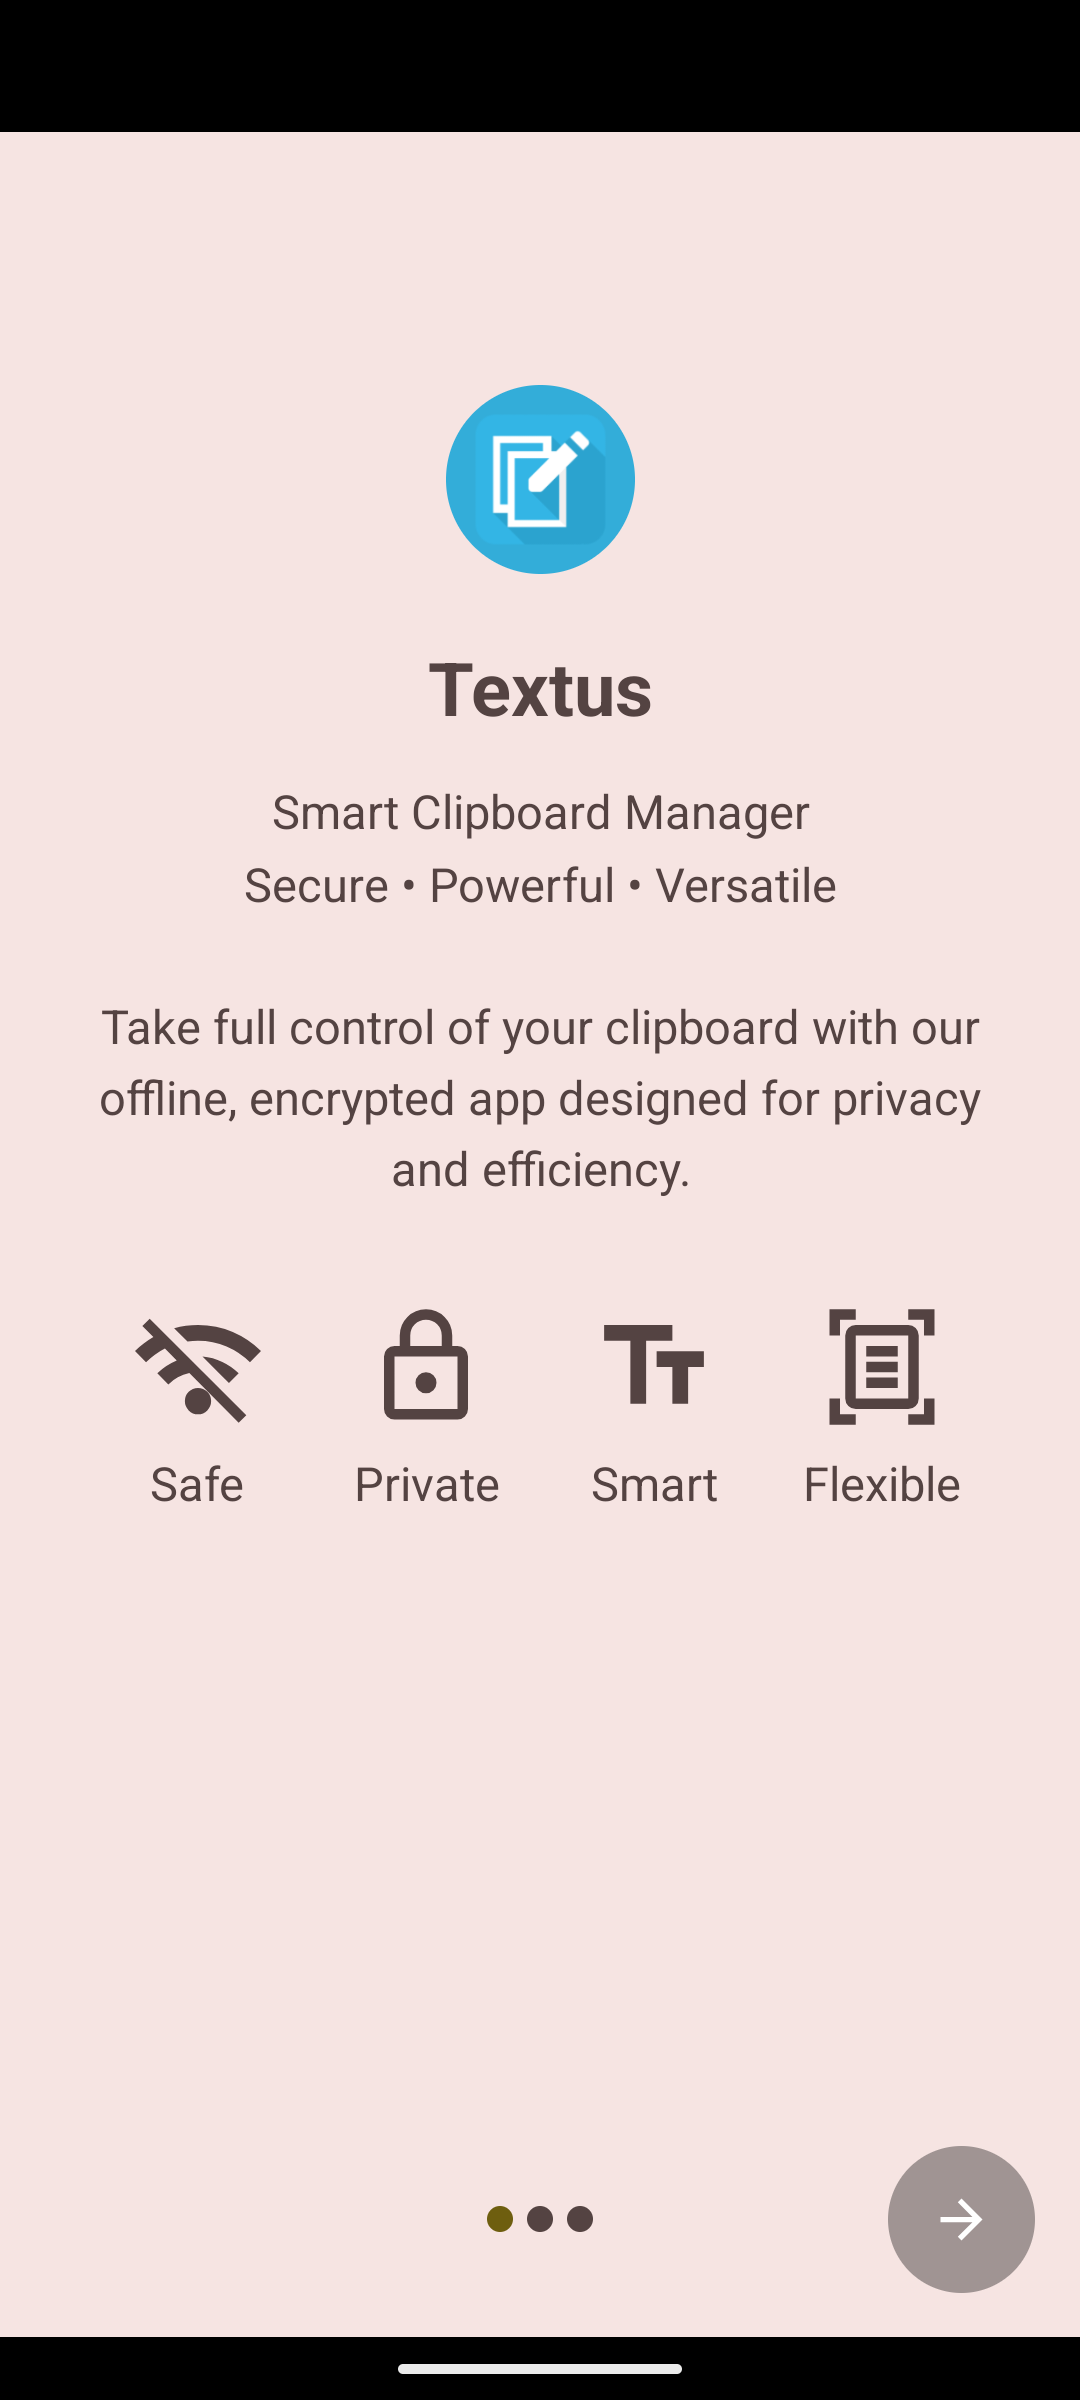 Textus
Smart Clipboard Manager
Secure • Powerful • Versatile
Take full control of your clipboard with our
offline, encrypted app designed for privacy
and efficiency.
Safe
Private
Smart
Flexible